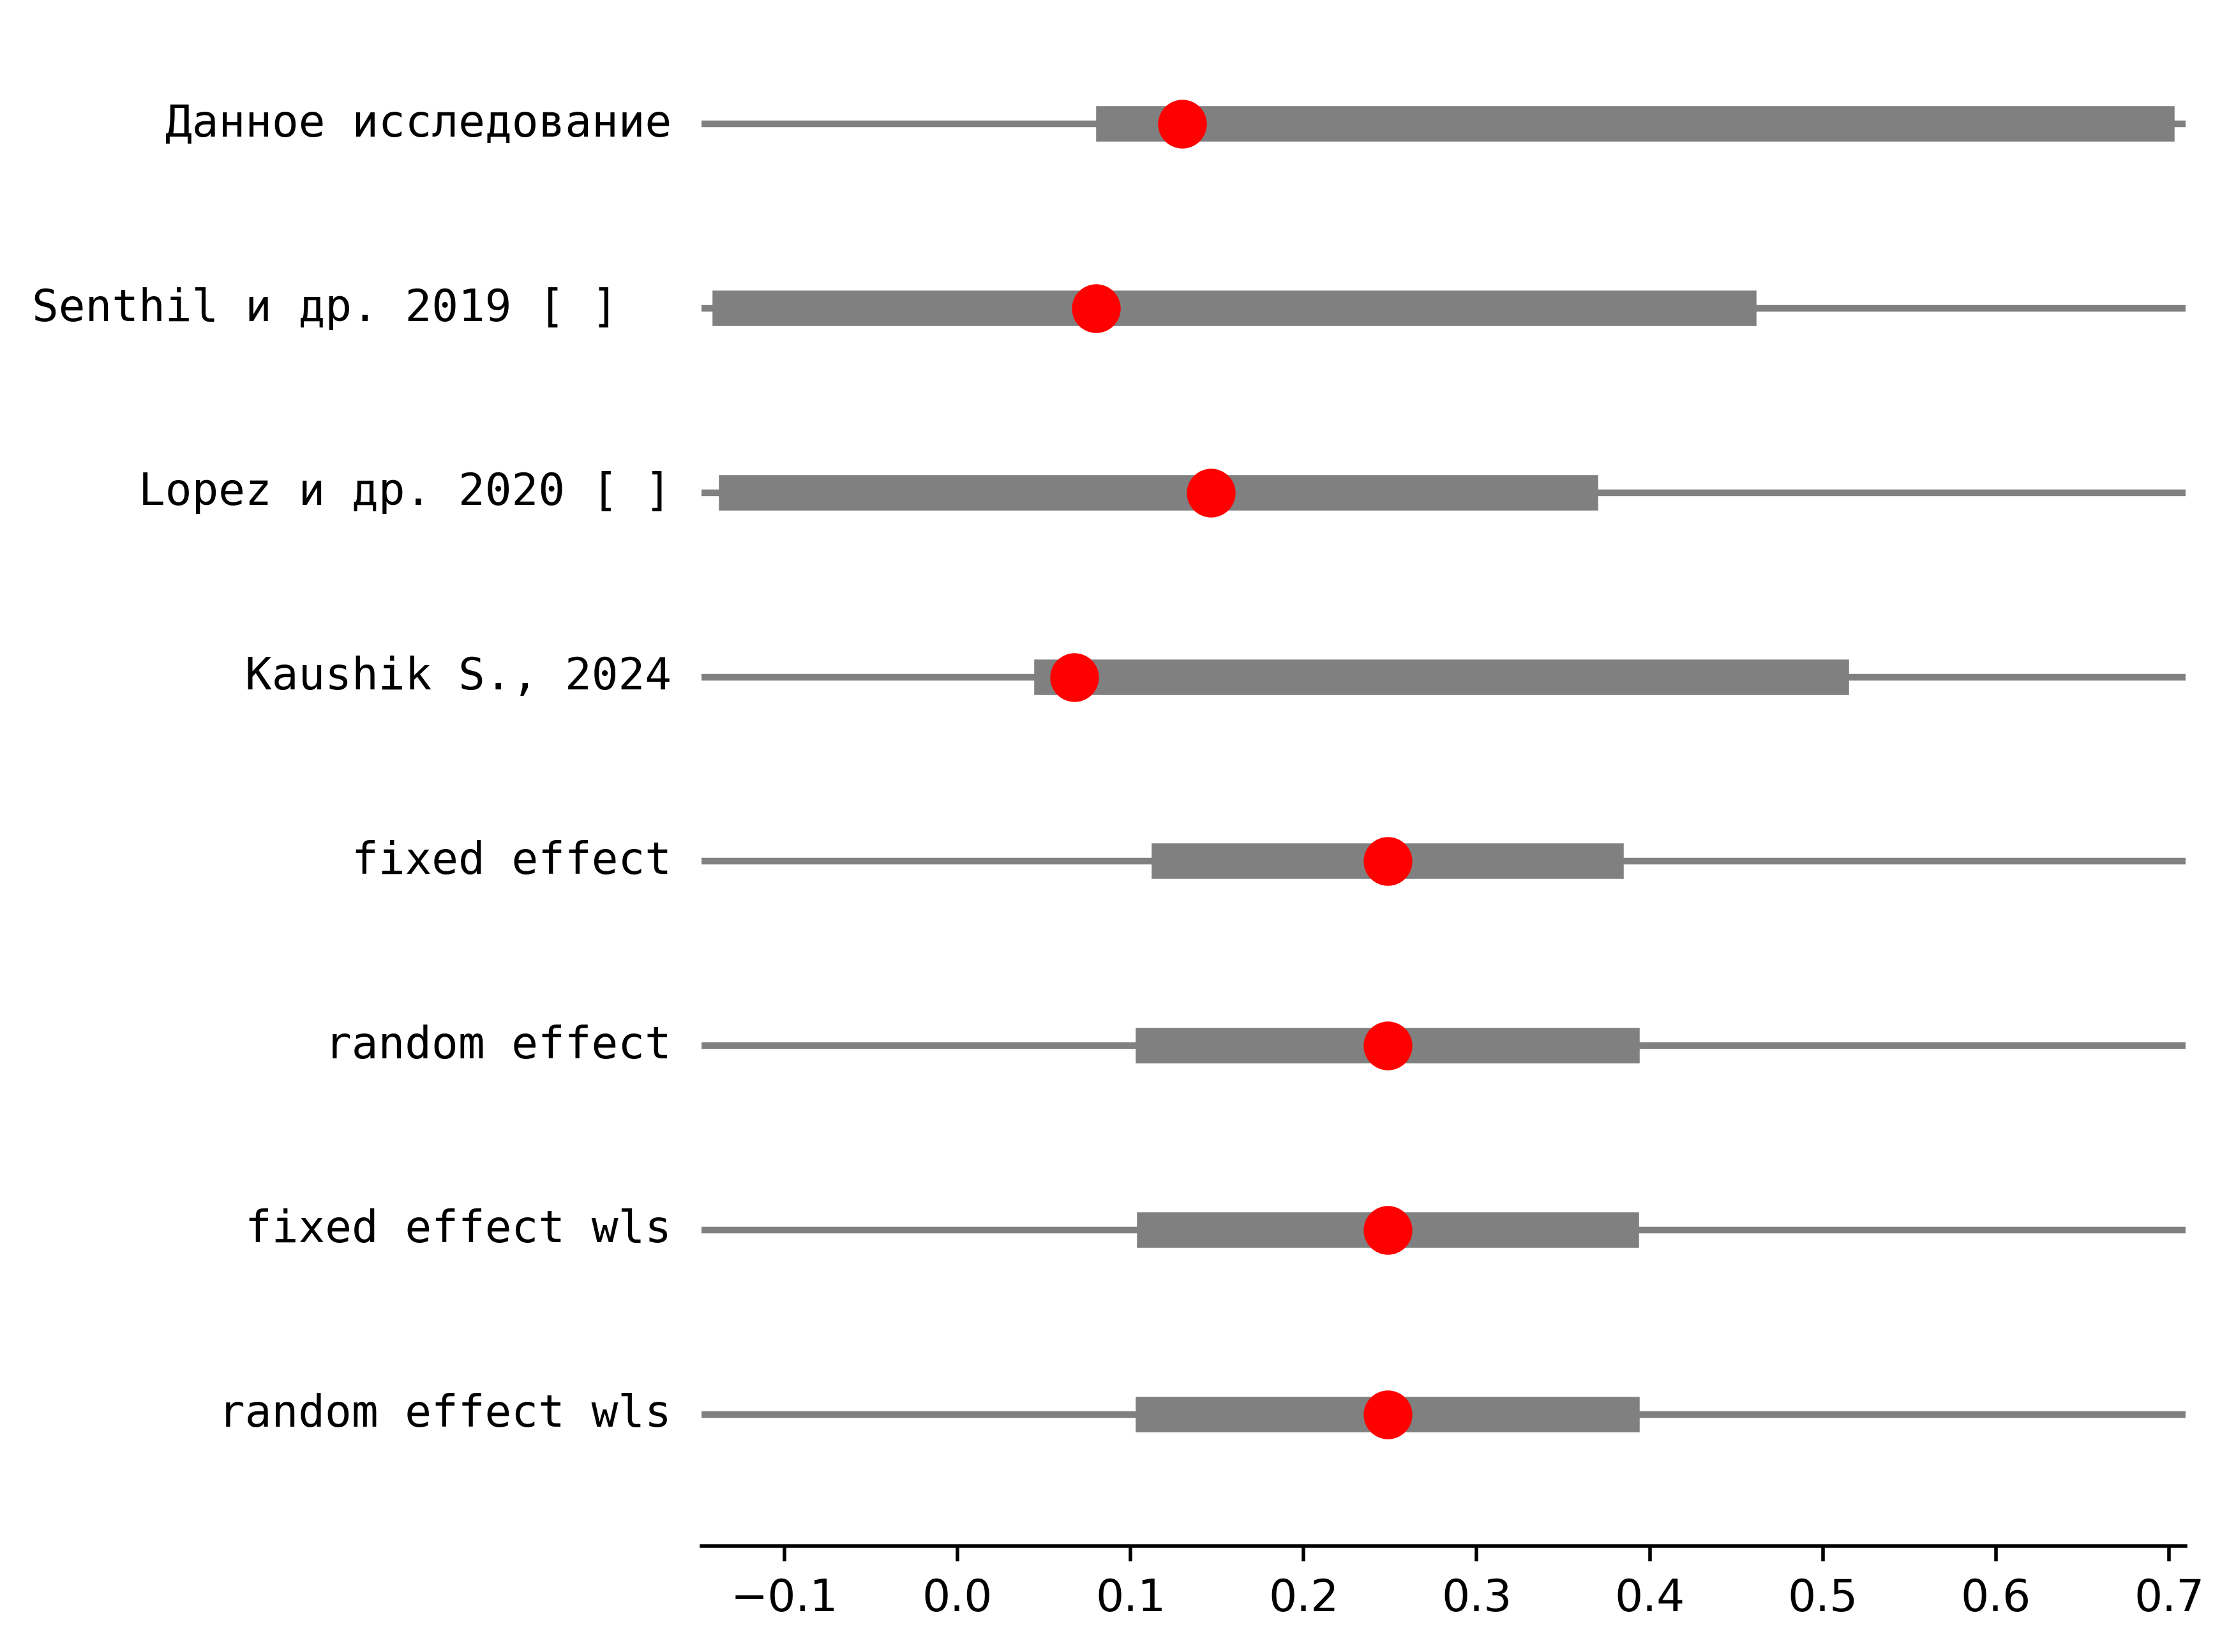 Данное исследование
Senthil и др. 2019 [ ]
Lopez и др. 2020 [ ]
Kaushik S., 2024
fixed effect
random effect
fixed effect wls
random effect wls
−0.1 0.0 0.1 0.2 0.3 0.4 0.5 0.6 0.7